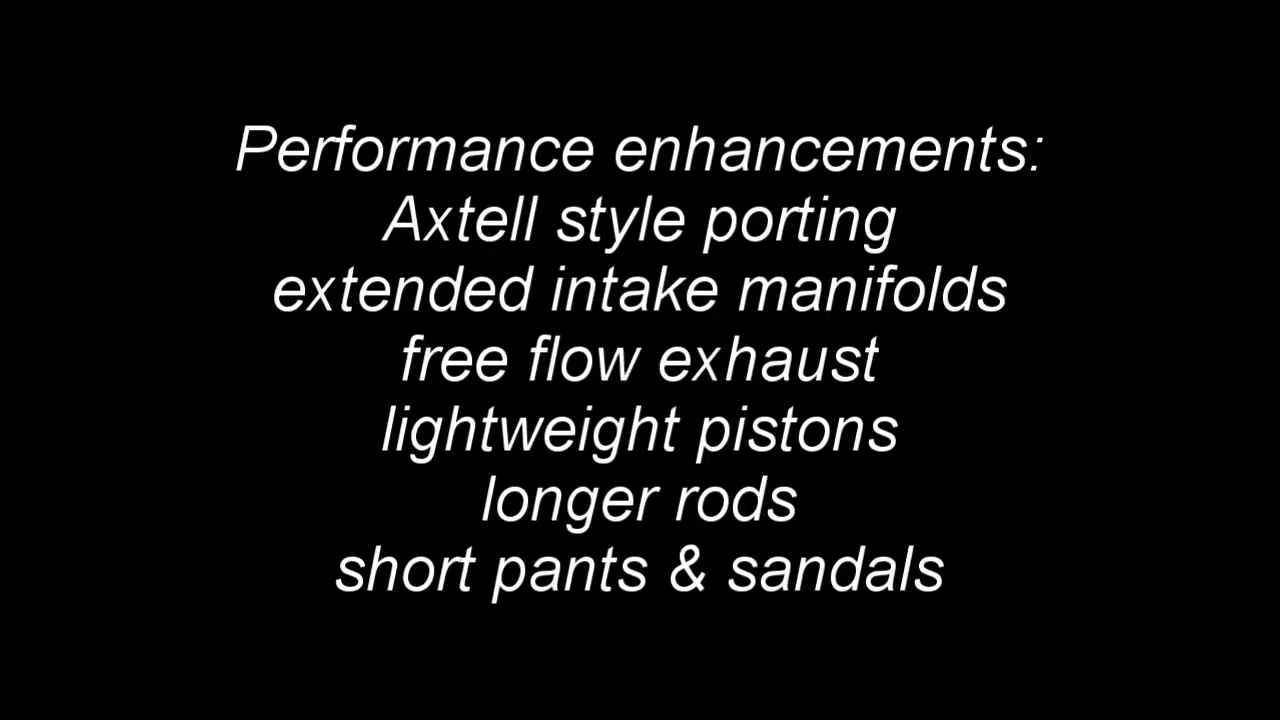 Performance enhancements:
Axtell style porting
extended intake manifolds
free flow exhaust
lightweight pistons
longer rods
short pants & sandals